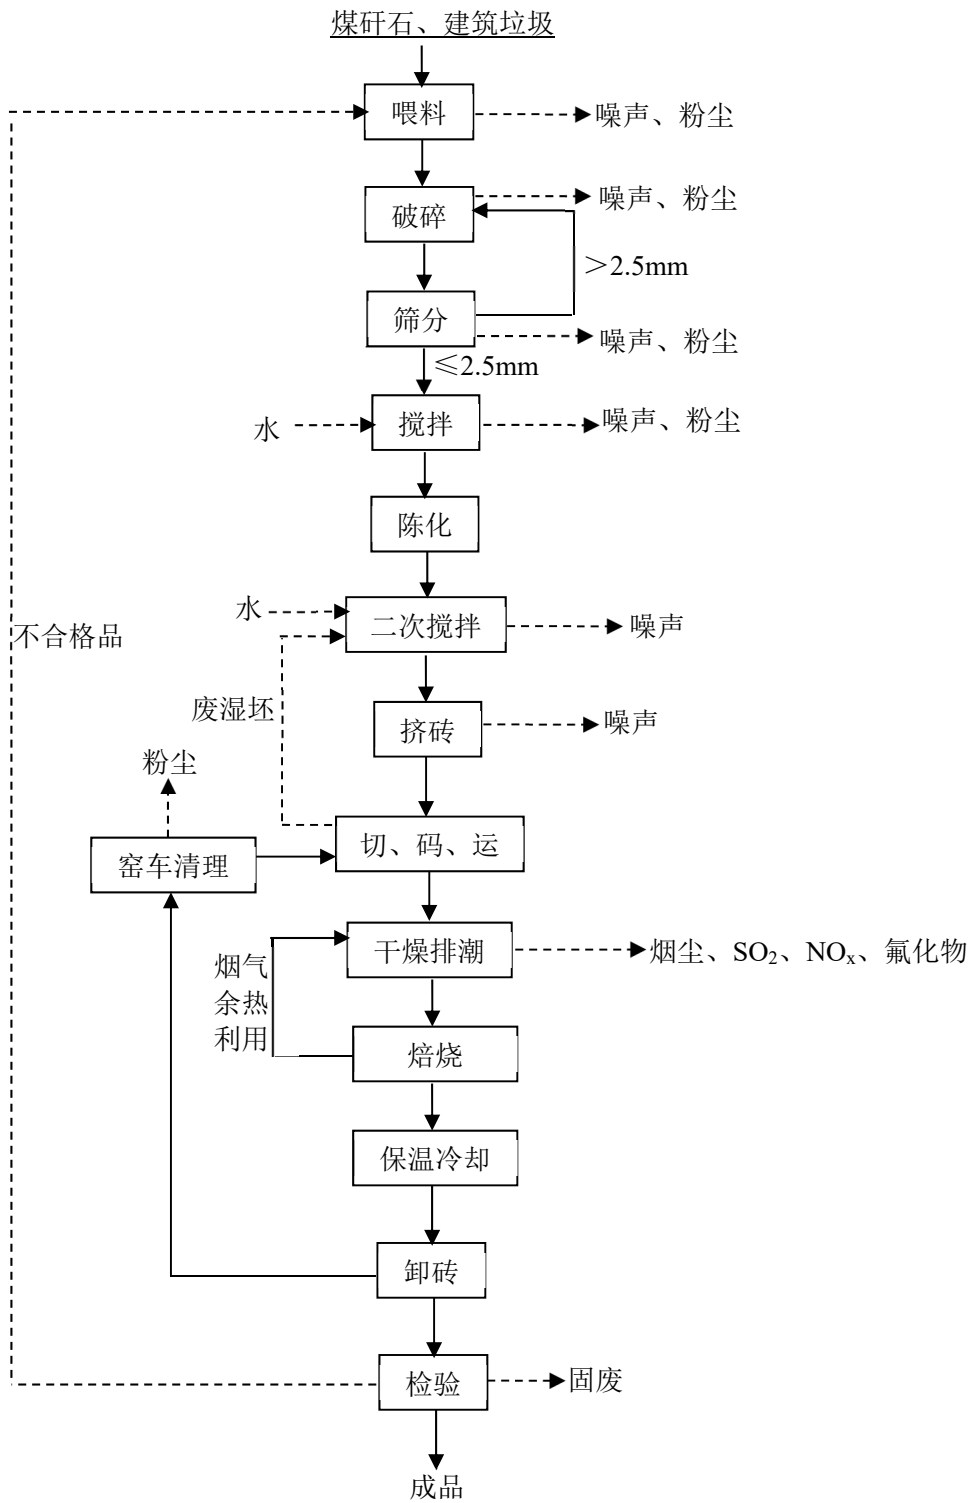 煤矸石、建筑垃圾
喂料
噪声、粉尘
破碎
噪声、粉尘
＞2.5mm
筛分
噪声、粉尘
≤2.5mm
水
搅拌
噪声、粉尘
陈化
水
二次搅拌
噪声
不合格品
废湿坯
挤砖
噪声
粉尘
切、码、运
窑车清理
干燥排潮
烟尘、SO₂、NOₓ、氟化物
烟气
余热
利用
焙烧
保温冷却
卸砖
检验
固废
成品